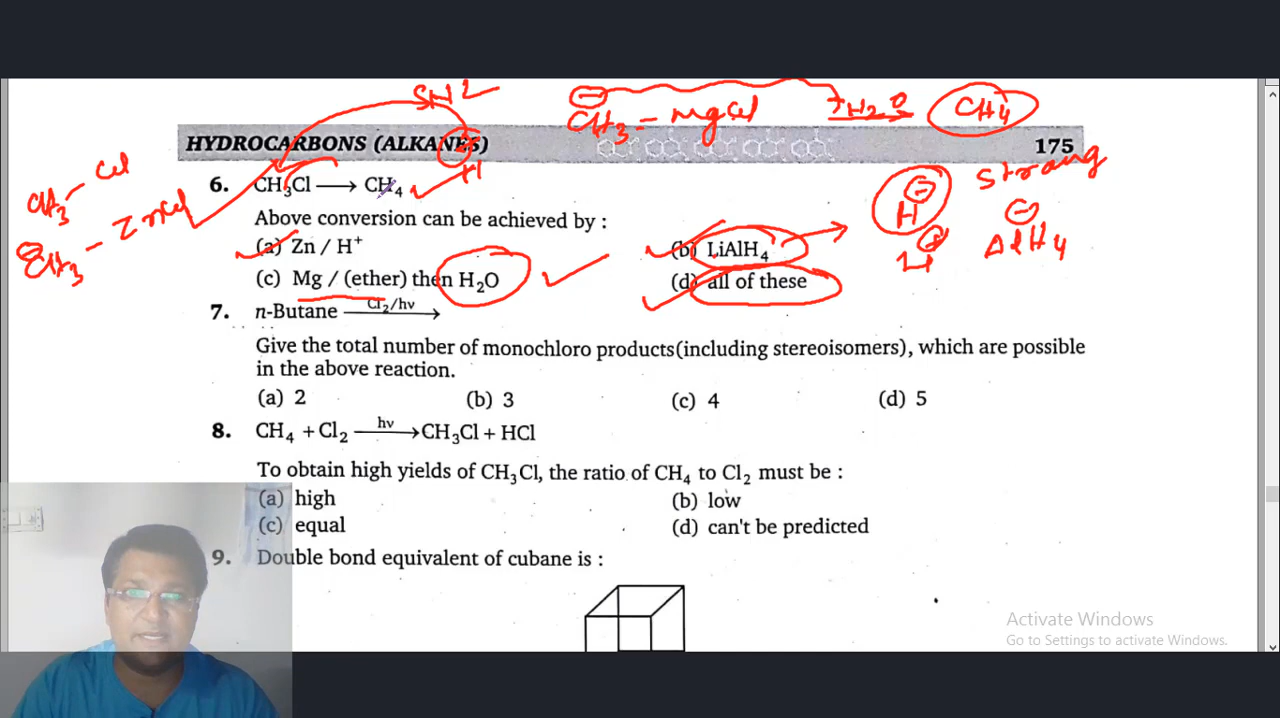 SN2
⊖
CH3 – MgCl +H2O CH4
HYDROCARBONS (ALKANES) 175
CH3 – Cl
H
Strong
6. CH3Cl ⟶ CH4
H⊖
⊖
CH3 – ZnCl
Above conversion can be achieved by :
(a) Zn / H+ (b) LiAlH4
Li⊕ AlH4
(c) Mg / (ether) then H2O (d) all of these
7. n-Butane Cl2/hν ⟶
Give the total number of monochloro products(including stereoisomers), which are possible
in the above reaction.
(a) 2 (b) 3 (c) 4 (d) 5
8. CH4 + Cl2 hν ⟶ CH3Cl + HCl
To obtain high yields of CH3Cl, the ratio of CH4 to Cl2 must be :
(a) high (b) low
(c) equal (d) can't be predicted
9. Double bond equivalent of cubane is :
Activate Windows
Go to Settings to activate Windows.